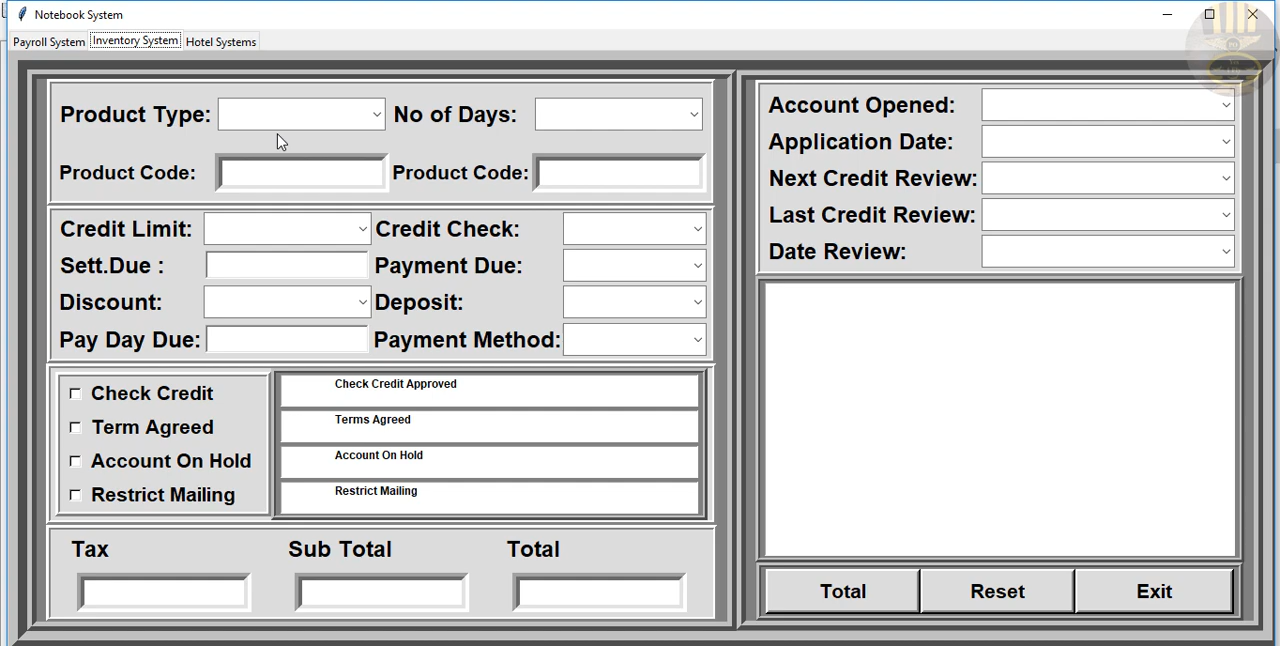 Notebook System
Payroll System Inventory System Hotel Systems
Product Type: No of Days:
Product Code: Product Code:
Credit Limit: Credit Check:
Sett.Due : Payment Due:
Discount: Deposit:
Pay Day Due: Payment Method:
Check Credit
Term Agreed
Account On Hold
Restrict Mailing
Check Credit Approved
Terms Agreed
Account On Hold
Restrict Mailing
Tax Sub Total Total
Account Opened:
Application Date:
Next Credit Review:
Last Credit Review:
Date Review:
Total Reset Exit